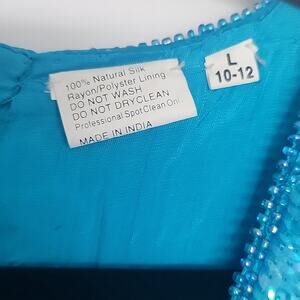 100% Natural Silk
Rayon/Polyster Lining
DO NOT WASH
DO NOT DRYCLEAN
Professional SpotClean Only
MADE IN INDIA
L
10-12